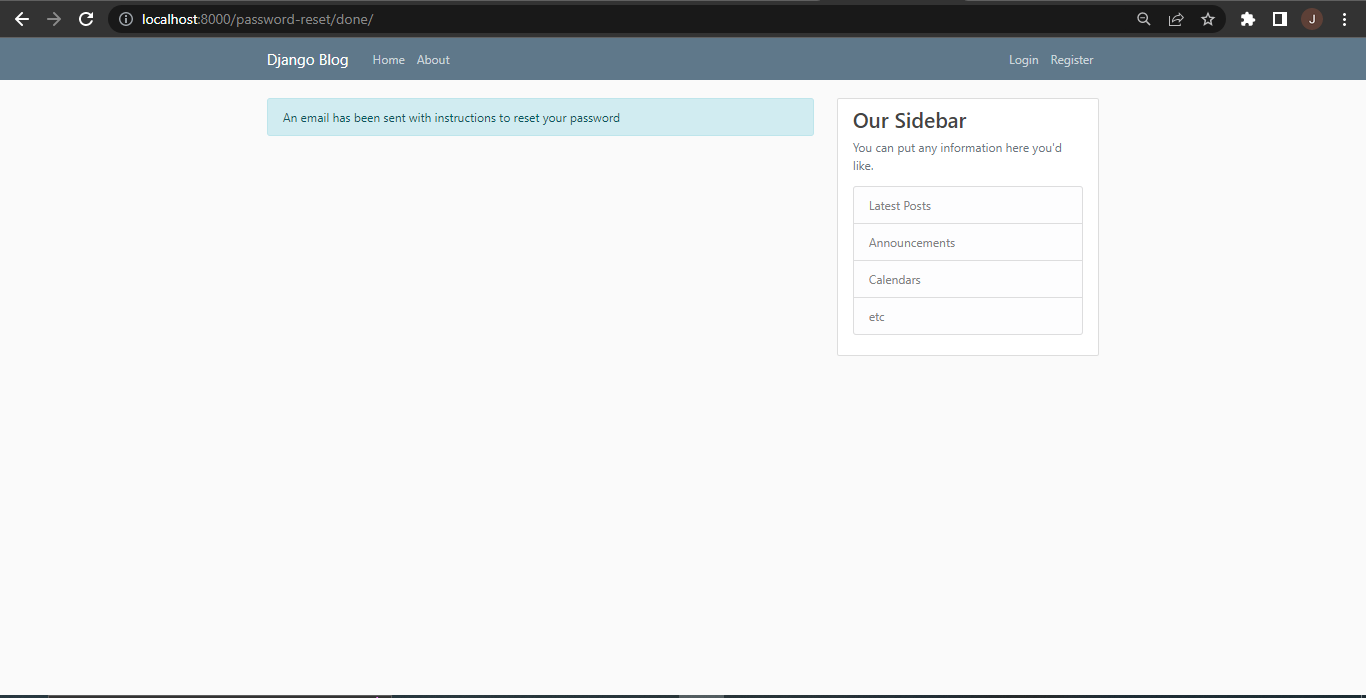 localhost:8000/password-reset/done/
J
Django Blog Home About Login Register
An email has been sent with instructions to reset your password
Our Sidebar
You can put any information here you'd
like.
Latest Posts
Announcements
Calendars
etc